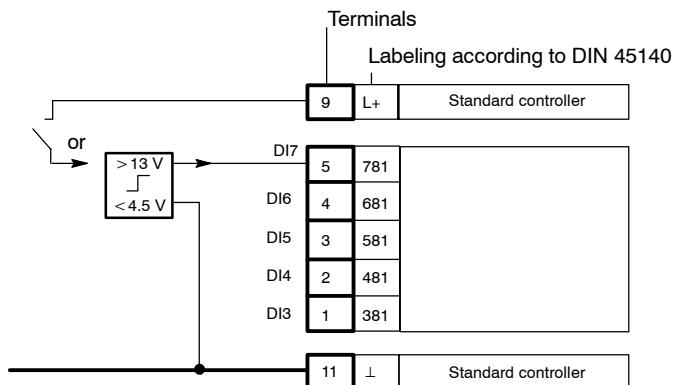 Terminals
Labeling according to DIN 45140
9 L+ Standard controller
or
DI7 5 781
>13 V
<4.5 V
DI6 4 681
DI5 3 581
DI4 2 481
DI3 1 381
11 ⊥ Standard controller